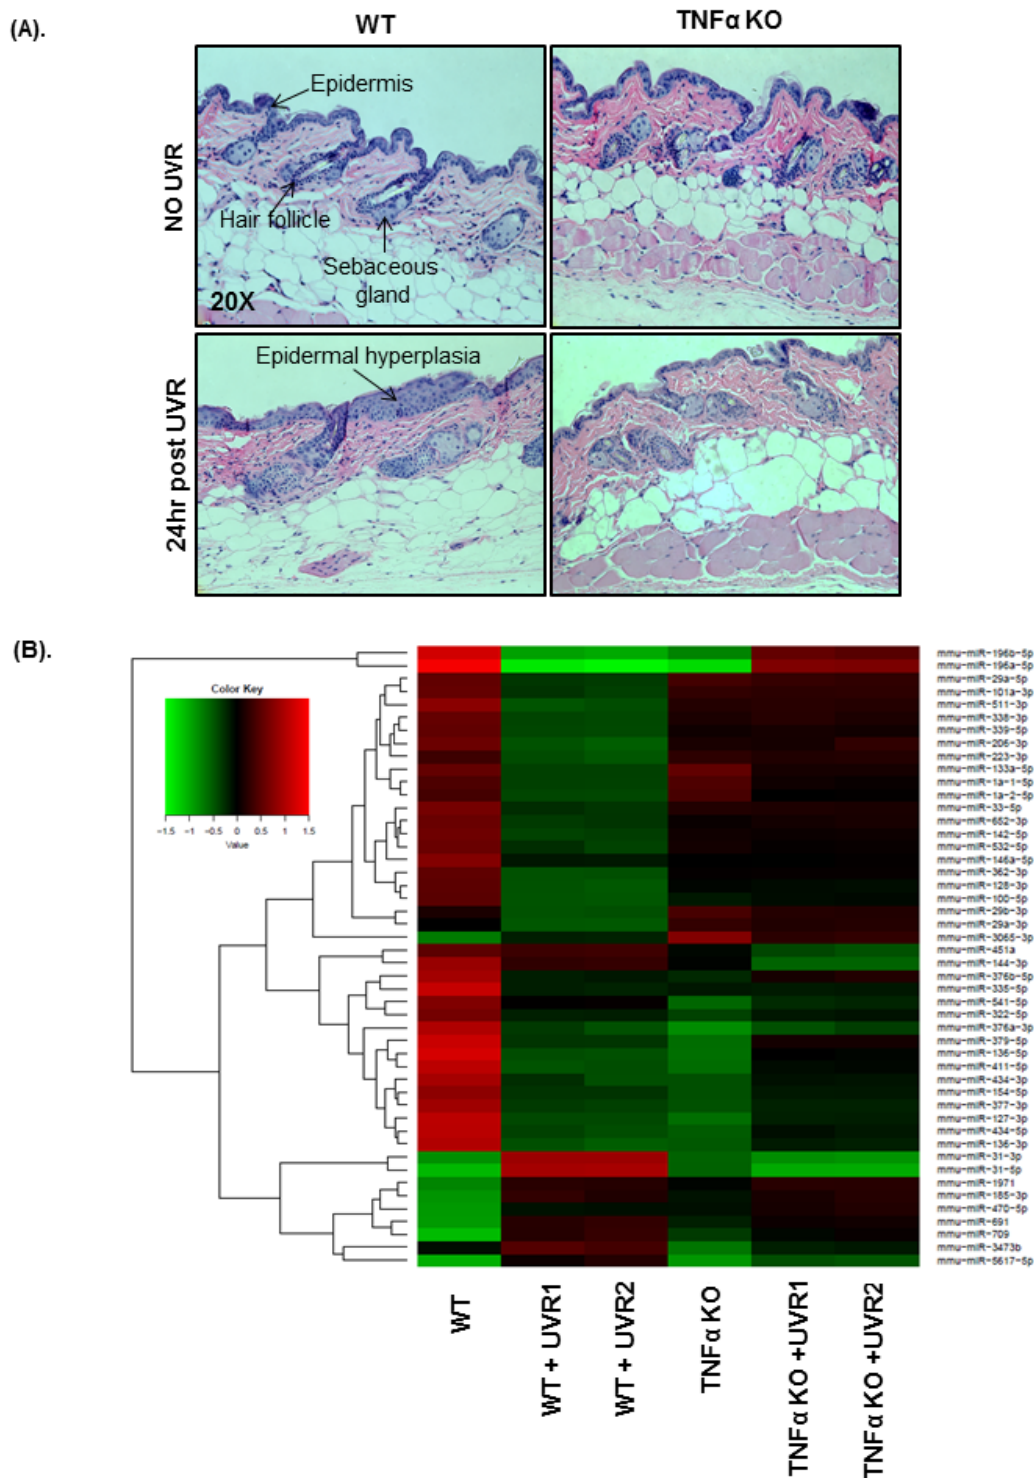 (A).
WT
TNFα KO
NO UVR
Epidermis
Hair follicle
Sebaceous
gland
20X
24hr post UVR
Epidermal hyperplasia
(B).
Color Key
-1.5 -1 -0.5 0 0.5 1 1.5
Value
mmu-miR-196b-5p
mmu-miR-196a-5p
mmu-miR-29a-5p
mmu-miR-101a-3p
mmu-miR-511-3p
mmu-miR-338-3p
mmu-miR-339-5p
mmu-miR-206-3p
mmu-miR-223-3p
mmu-miR-133a-5p
mmu-miR-1a-1-5p
mmu-miR-1a-2-5p
mmu-miR-33-5p
mmu-miR-652-3p
mmu-miR-142-5p
mmu-miR-532-5p
mmu-miR-146a-5p
mmu-miR-362-3p
mmu-miR-128-3p
mmu-miR-100-5p
mmu-miR-29b-3p
mmu-miR-29a-3p
mmu-miR-3065-3p
mmu-miR-451a
mmu-miR-144-3p
mmu-miR-376b-5p
mmu-miR-335-5p
mmu-miR-541-5p
mmu-miR-322-5p
mmu-miR-376a-3p
mmu-miR-379-5p
mmu-miR-136-5p
mmu-miR-411-5p
mmu-miR-434-3p
mmu-miR-154-5p
mmu-miR-377-3p
mmu-miR-127-3p
mmu-miR-434-5p
mmu-miR-136-3p
mmu-miR-31-3p
mmu-miR-31-5p
mmu-miR-1971
mmu-miR-185-3p
mmu-miR-470-5p
mmu-miR-691
mmu-miR-709
mmu-miR-3473b
mmu-miR-5617-5p
WT
WT + UVR1
WT + UVR2
TNFα KO
TNFα KO +UVR1
TNFα KO +UVR2